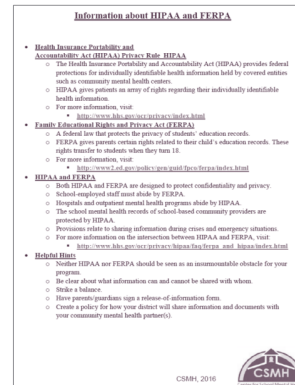 Information about HIPAA and FERPA
• Health Insurance Portability and
Accountability Act (HIPAA) Privacy Rule HIPAA
o The Health Insurance Portability and Accountability Act (HIPAA) provides federal
protections for individually identifiable health information held by covered entities
such as community mental health centers.
o HIPAA gives patients an array of rights regarding their individually identifiable
health information.
o For more information, visit:
▪ http://www.hhs.gov/ocr/privacy/index.html
• Family Educational Rights and Privacy Act (FERPA)
o A federal law that protects the privacy of students' education records.
o FERPA gives parents certain rights related to their child's education records. These
rights transfer to students when they turn 18.
o For more information, visit:
▪ http://www2.ed.gov/policy/gen/guid/fpco/ferpa/index.html
• HIPAA and FERPA
o Both HIPAA and FERPA are designed to protect confidentiality and privacy.
o School-employed staff must abide by FERPA.
o Hospitals and outpatient mental health programs abide by HIPAA.
o The school mental health records of school-based community providers are
protected by HIPAA.
o Provisions relate to sharing information during crises and emergency situations.
o For more information on the intersection between HIPAA and FERPA, visit:
▪ http://www.hhs.gov/ocr/privacy/hipaa/faq/ferpa_and_hipaa/index.html
• Helpful Hints
o Neither HIPAA nor FERPA should be seen as an insurmountable obstacle for your
program.
o Be clear about what information can and cannot be shared with whom.
o Strike a balance.
o Have parents/guardians sign a release-of-information form.
o Create a policy for how your district will share information and documents with
your community mental health partner(s).
CSMH, 2016
CSMH